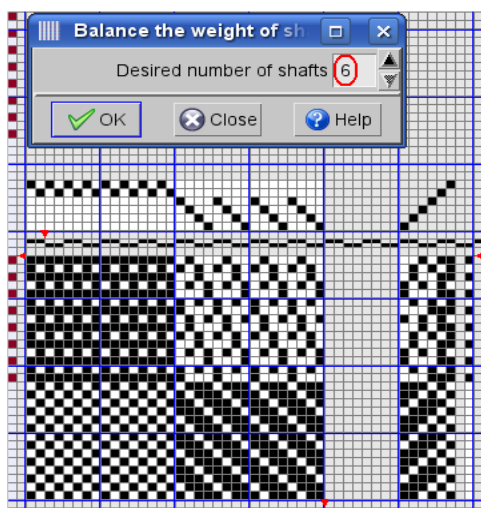 Balance the weight of sh
Desired number of shafts 6
OK Close Help